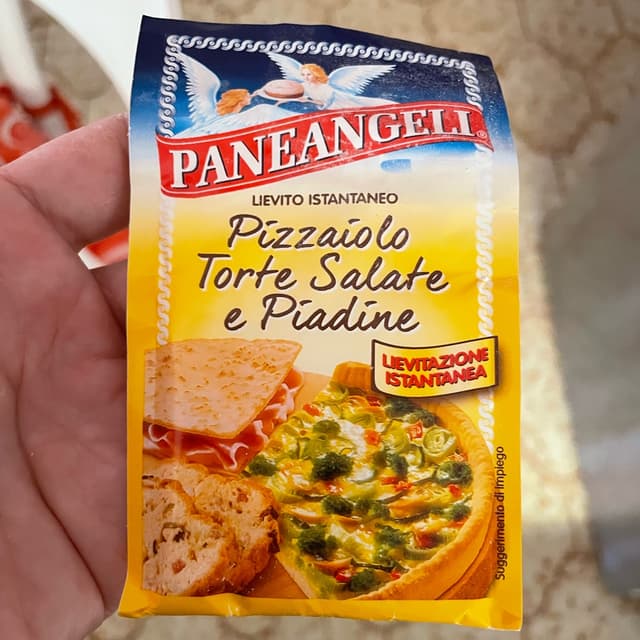 PANEANGELI®
LIEVITO ISTANTANEO
Pizzaiolo
Torte Salate
e Piadine
LIEVITAZIONE
ISTANTANEA
Suggerimento di impiego